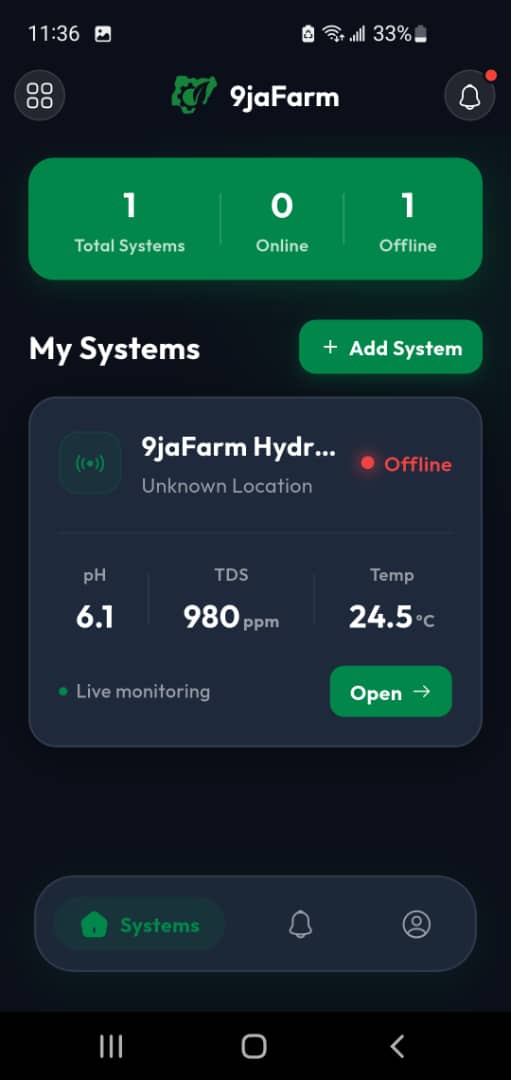 11:36 33%
9jaFarm
1 0 1
Total Systems Online Offline
My Systems + Add System
9jaFarm Hydr... Offline
Unknown Location
pH TDS Temp
6.1 980 ppm 24.5 °C
Live monitoring Open →
Systems